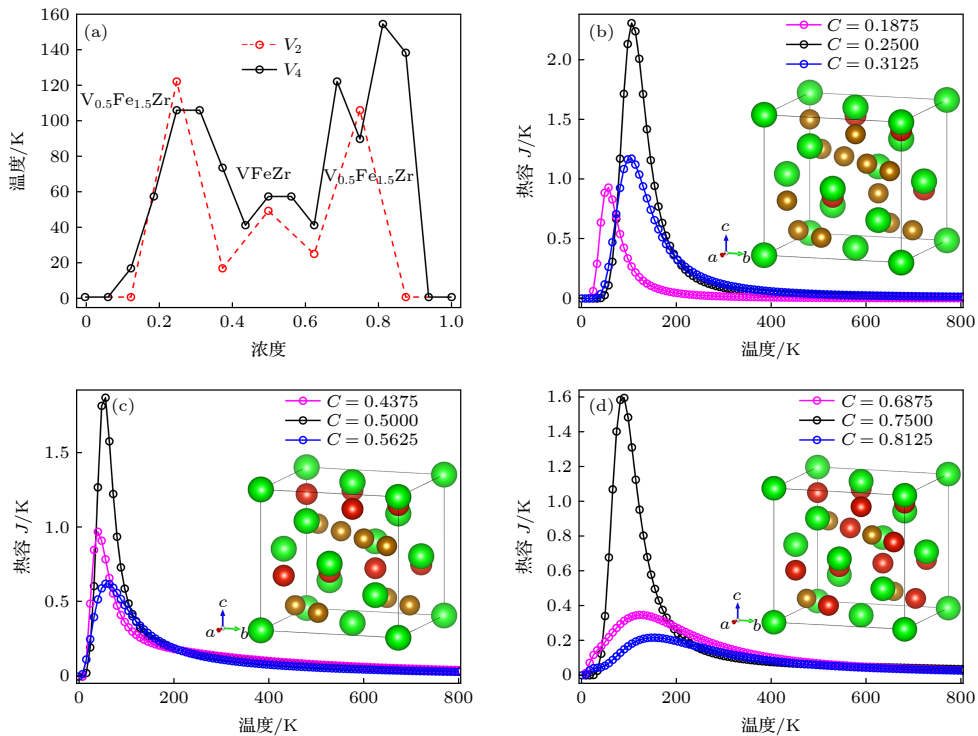 (a)
V₂
V₄
V₀.₅Fe₁.₅Zr
VFeZr
V₀.₅Fe₁.₅Zr
160
140
120
100
80
60
40
20
0
温度/K
0
0.2
0.4
0.6
0.8
1.0
浓度
(b)
C = 0.1875
C = 0.2500
C = 0.3125
2.0
1.5
1.0
0.5
0
热容 J/K
c
a
b
0
200
400
600
800
温度/K
(c)
C = 0.4375
C = 0.5000
C = 0.5625
1.5
1.0
0.5
0
热容 J/K
c
a
b
0
200
400
600
800
温度/K
(d)
C = 0.6875
C = 0.7500
C = 0.8125
1.6
1.4
1.2
1.0
0.8
0.6
0.4
0.2
0
热容 J/K
c
a
b
0
200
400
600
800
温度/K